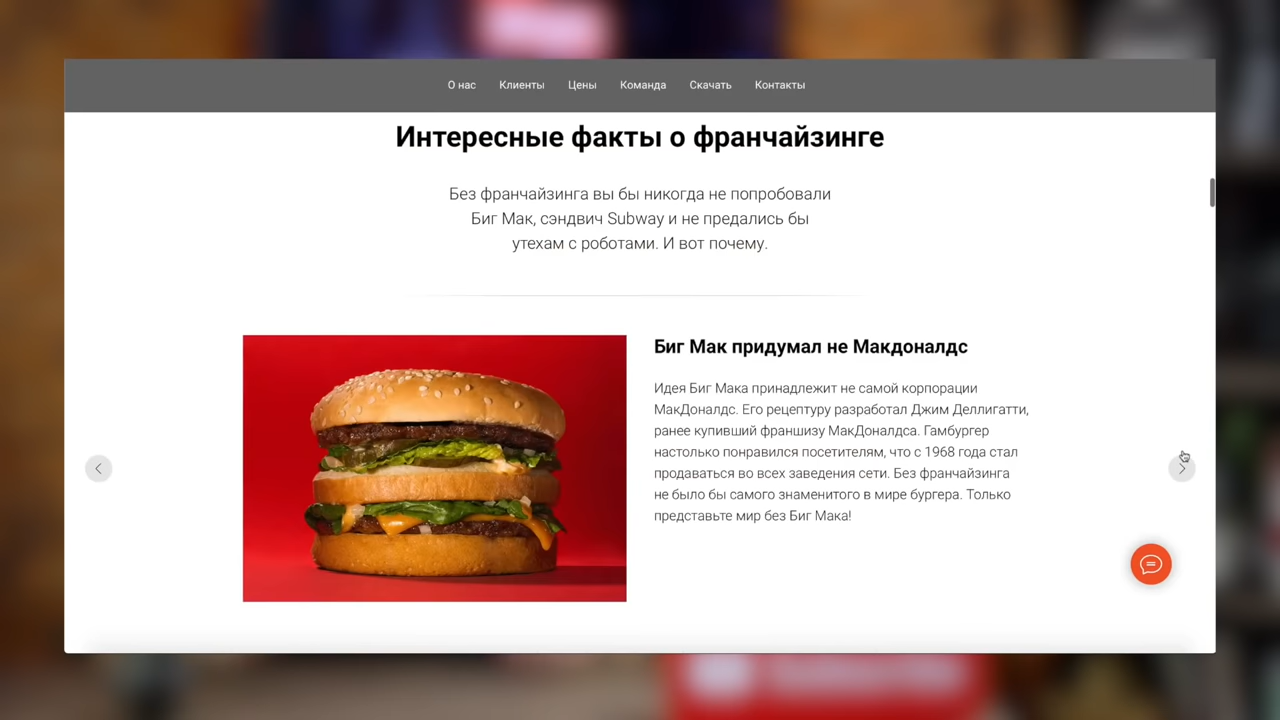 О нас Клиенты Цены Команда Скачать Контакты
Интересные факты о франчайзинге
Без франчайзинга вы бы никогда не попробовали
Биг Мак, сэндвич Subway и не предались бы
утехам с роботами. И вот почему.
Биг Мак придумал не Макдоналдс
Идея Биг Мака принадлежит не самой корпорации
МакДоналдс. Его рецептуру разработал Джим Деллигатти,
ранее купивший франшизу МакДоналдса. Гамбургер
настолько понравился посетителям, что с 1968 года стал
продаваться во всех заведения сети. Без франчайзинга
не было бы самого знаменитого в мире бургера. Только
представьте мир без Биг Мака!